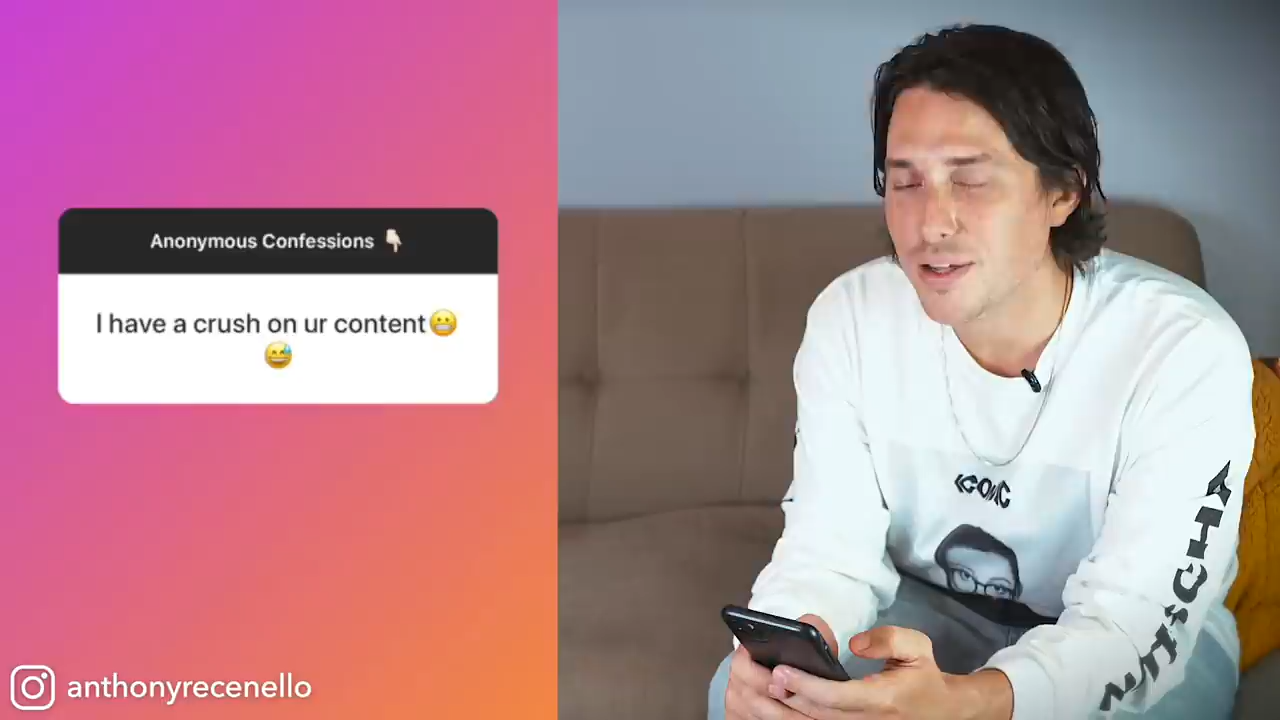 Anonymous Confessions 👇🏻
I have a crush on ur content😬
😅
anthonyrecenello
ICONIC